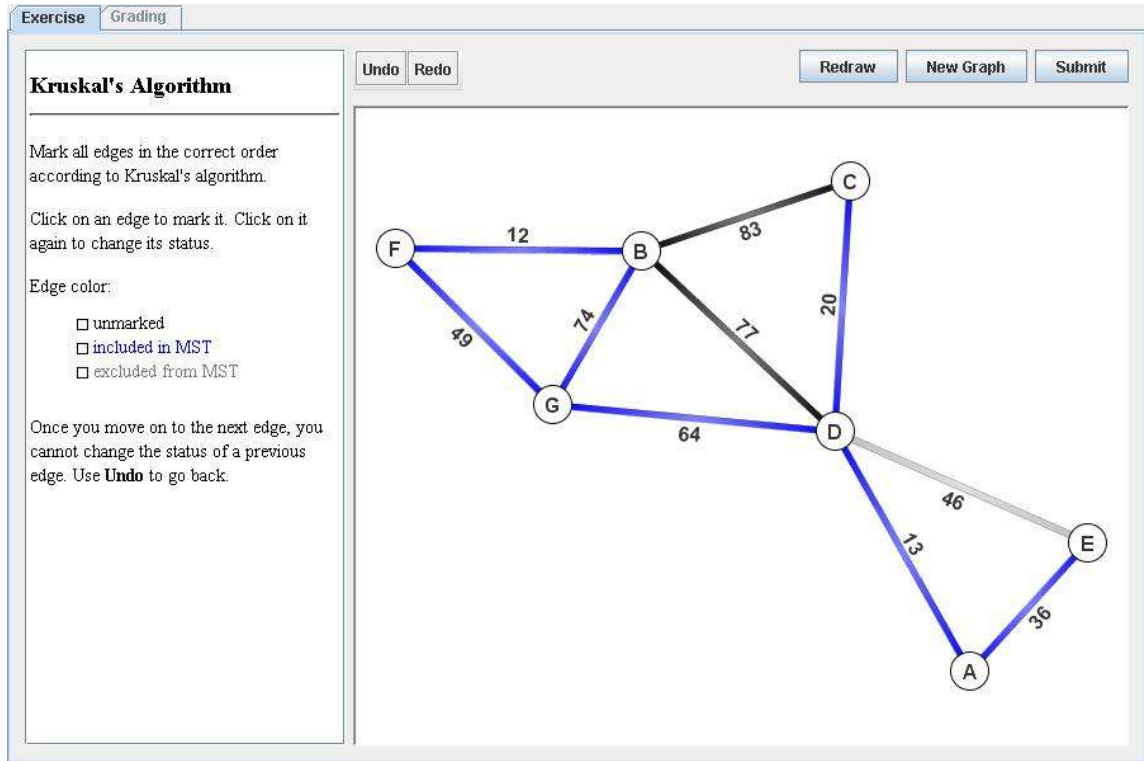 Exercise Grading
Kruskal's Algorithm
Mark all edges in the correct order
according to Kruskal's algorithm.
Click on an edge to mark it. Click on it
again to change its status.
Edge color:
unmarked
included in MST
excluded from MST
Once you move on to the next edge, you
cannot change the status of a previous
edge. Use Undo to go back.
Undo Redo
Redraw New Graph Submit
C
F
12
B
83
49
74
77
20
G
64
D
46
13
E
36
A